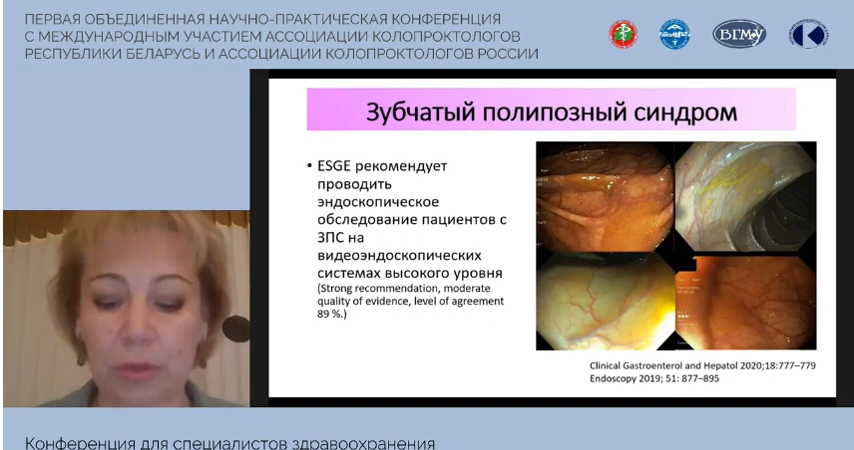 ПЕРВАЯ ОБЪЕДИНЕННАЯ НАУЧНО-ПРАКТИЧЕСКАЯ КОНФЕРЕНЦИЯ
С МЕЖДУНАРОДНЫМ УЧАСТИЕМ АССОЦИАЦИИ КОЛОПРОКТОЛОГОВ
РЕСПУБЛИКИ БЕЛАРУСЬ И АССОЦИАЦИИ КОЛОПРОКТОЛОГОВ РОССИИ
ВГМУ
Зубчатый полипозный синдром
• ESGE рекомендует
проводить
эндоскопическое
обследование пациентов с
ЗПС на
видеоэндоскопических
системах высокого уровня
(Strong recommendation, moderate
quality of evidence, level of agreement
89 %.)
Clinical Gastroenterol and Hepatol 2020;18:777–779
Endoscopy 2019; 51: 877–895
Конференция для специалистов здравоохранения